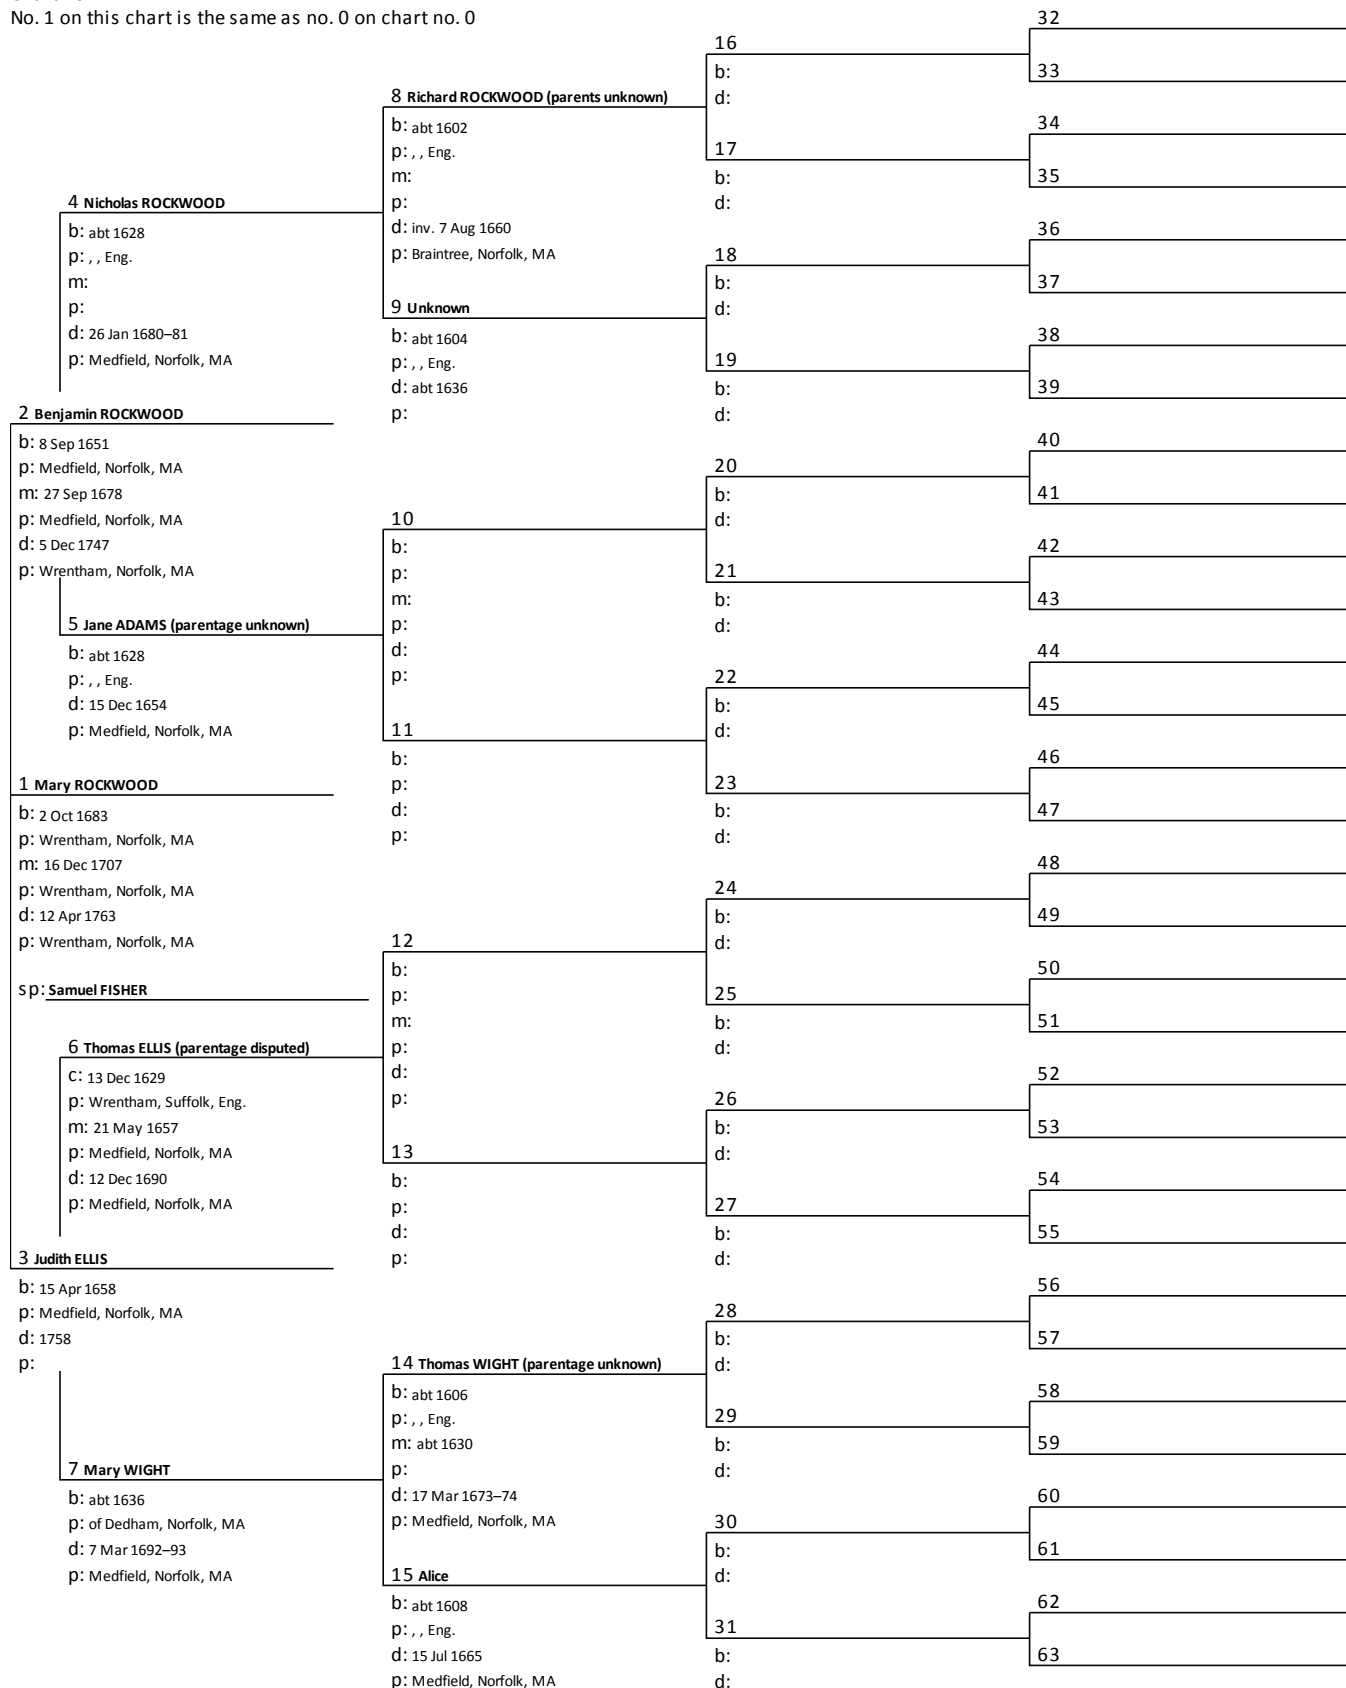 No. 1 on this chart is the same as no. 0 on chart no. 0
1 Mary ROCKWOOD
b: 2 Oct 1683
p: Wrentham, Norfolk, MA
m: 16 Dec 1707
p: Wrentham, Norfolk, MA
d: 12 Apr 1763
p: Wrentham, Norfolk, MA
sp: Samuel FISHER
2 Benjamin ROCKWOOD
b: 8 Sep 1651
p: Medfield, Norfolk, MA
m: 27 Sep 1678
p: Medfield, Norfolk, MA
d: 5 Dec 1747
p: Wrentham, Norfolk, MA
3 Judith ELLIS
b: 15 Apr 1658
p: Medfield, Norfolk, MA
d: 1758
p:
4 Nicholas ROCKWOOD
b: abt 1628
p: , , Eng.
m:
p:
d: 26 Jan 1680–81
p: Medfield, Norfolk, MA
5 Jane ADAMS (parentage unknown)
b: abt 1628
p: , , Eng.
d: 15 Dec 1654
p: Medfield, Norfolk, MA
6 Thomas ELLIS (parentage disputed)
c: 13 Dec 1629
p: Wrentham, Suffolk, Eng.
m: 21 May 1657
p: Medfield, Norfolk, MA
d: 12 Dec 1690
p: Medfield, Norfolk, MA
7 Mary WIGHT
b: abt 1636
p: of Dedham, Norfolk, MA
d: 7 Mar 1692–93
p: Medfield, Norfolk, MA
8 Richard ROCKWOOD (parents unknown)
b: abt 1602
p: , , Eng.
m:
p:
d: inv. 7 Aug 1660
p: Braintree, Norfolk, MA
9 Unknown
b: abt 1604
p: , , Eng.
d: abt 1636
p:
10
b:
p:
m:
p:
d:
p:
11
b:
p:
d:
p:
12
b:
p:
m:
p:
d:
p:
13
b:
p:
d:
p:
14 Thomas WIGHT (parentage unknown)
b: abt 1606
p: , , Eng.
m: abt 1630
p:
d: 17 Mar 1673–74
p: Medfield, Norfolk, MA
15 Alice
b: abt 1608
p: , , Eng.
d: 15 Jul 1665
p: Medfield, Norfolk, MA
16
b:
d:
17
b:
d:
18
b:
d:
19
b:
d:
20
b:
d:
21
b:
d:
22
b:
d:
23
b:
d:
24
b:
d:
25
b:
d:
26
b:
d:
27
b:
d:
28
b:
d:
29
b:
d:
30
b:
d:
31
b:
d:
32
33
34
35
36
37
38
39
40
41
42
43
44
45
46
47
48
49
50
51
52
53
54
55
56
57
58
59
60
61
62
63